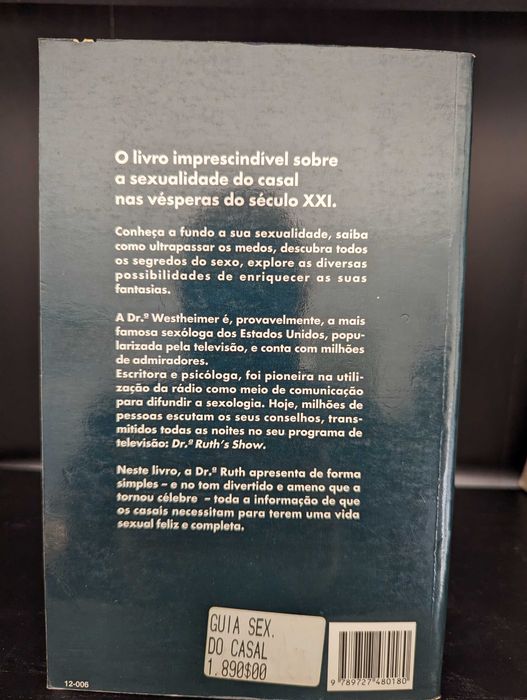 O livro imprescindível sobre
a sexualidade do casal
nas vésperas do século XXI.
Conheça a fundo a sua sexualidade, saiba
como ultrapassar os medos, descubra todos
os segredos do sexo, explore as diversas
possibilidades de enriquecer as suas
fantasias.
A Dr.ª Westheimer é, provavelmente, a mais
famosa sexóloga dos Estados Unidos, popu-
larizada pela televisão, e conta com milhões
de admiradores.
Escritora e psicóloga, foi pioneira na utili-
zação da rádio como meio de comunicação
para difundir a sexologia. Hoje, milhões de
pessoas escutam os seus conselhos, trans-
mitidos todas as noites no seu programa de
televisão: Dr.ª Ruth's Show.
Neste livro, a Dr.ª Ruth apresenta de forma
simples – e no tom divertido e ameno que a
tornou célebre – toda a informação de que
os casais necessitam para terem uma vida
sexual feliz e completa.
GUIA SEX.
DO CASAL
1.890$00
12-006
9 789727 480180